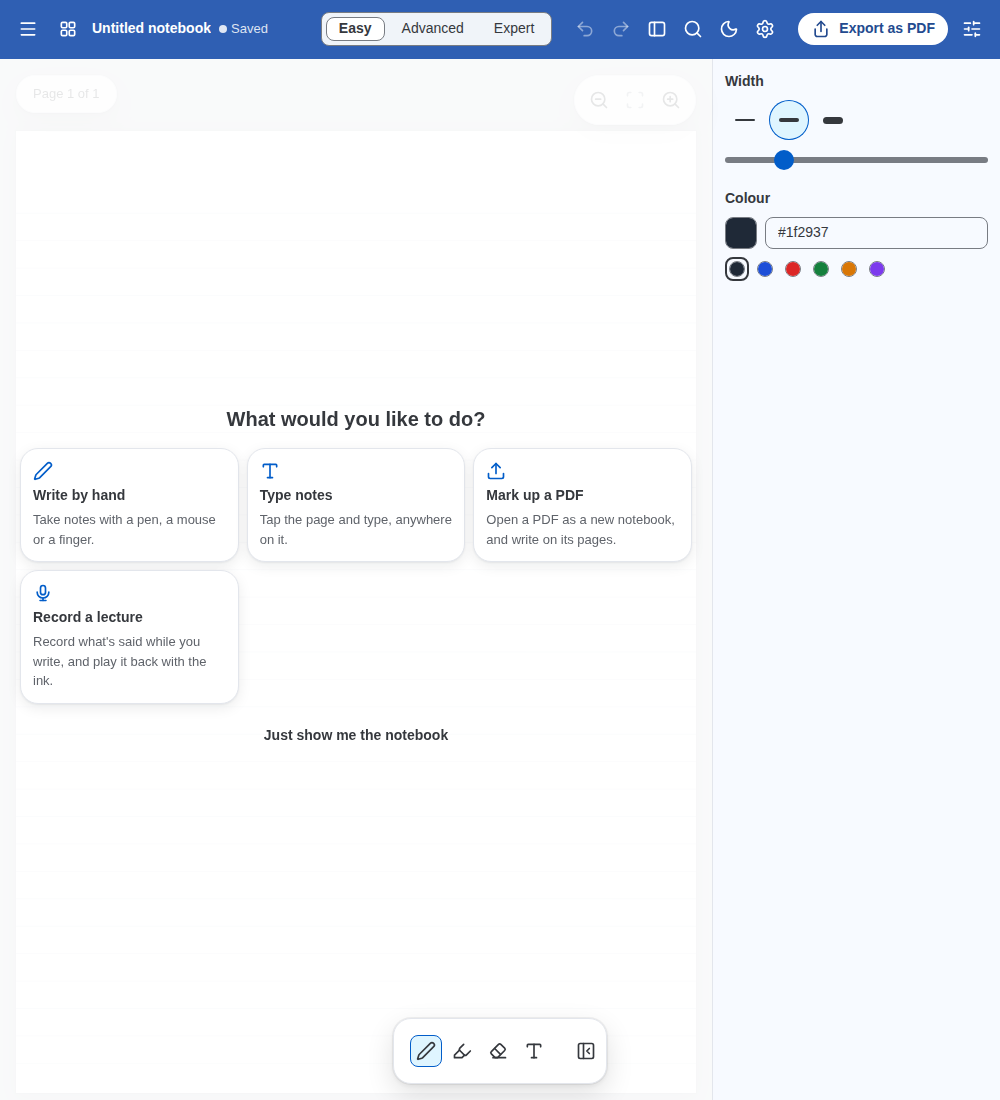 Untitled notebook
Saved
Easy
Advanced
Expert
Export as PDF
Page 1 of 1
Width
Colour
#1f2937
What would you like to do?
Write by hand
Take notes with a pen, a mouse
or a finger.
Type notes
Tap the page and type, anywhere
on it.
Mark up a PDF
Open a PDF as a new notebook,
and write on its pages.
Record a lecture
Record what's said while you
write, and play it back with the
ink.
Just show me the notebook